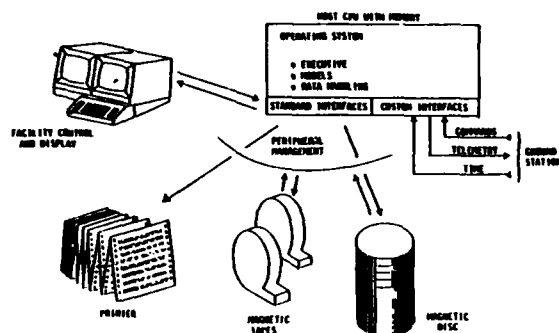 HOST CPU WITH MEMORY
OPERATING SYSTEM
o EXECUTIVE
o MODELS
o DATA HANDLING
STANDARD INTERFACES
CUSTOM INTERFACES
FACILITY CONTROL
AND DISPLAY
PERIPHERAL
MANAGEMENT
COMMANDS
TELEMETRY
TIME
GROUND
STATION
PRINTER
MAGNETIC
TAPES
MAGNETIC
DISC